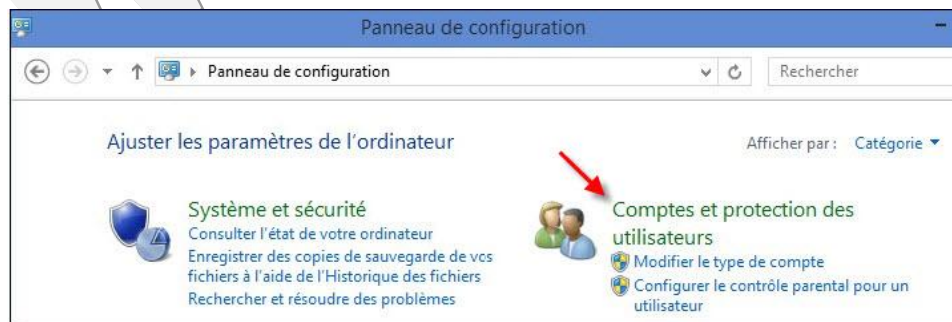 Panneau de configuration
Panneau de configuration
Rechercher
Ajuster les paramètres de l'ordinateur
Afficher par : Catégorie
Système et sécurité
Consulter l'état de votre ordinateur
Enregistrer des copies de sauvegarde de vos
fichiers à l'aide de l'Historique des fichiers
Rechercher et résoudre des problèmes
Comptes et protection des
utilisateurs
Modifier le type de compte
Configurer le contrôle parental pour un
utilisateur